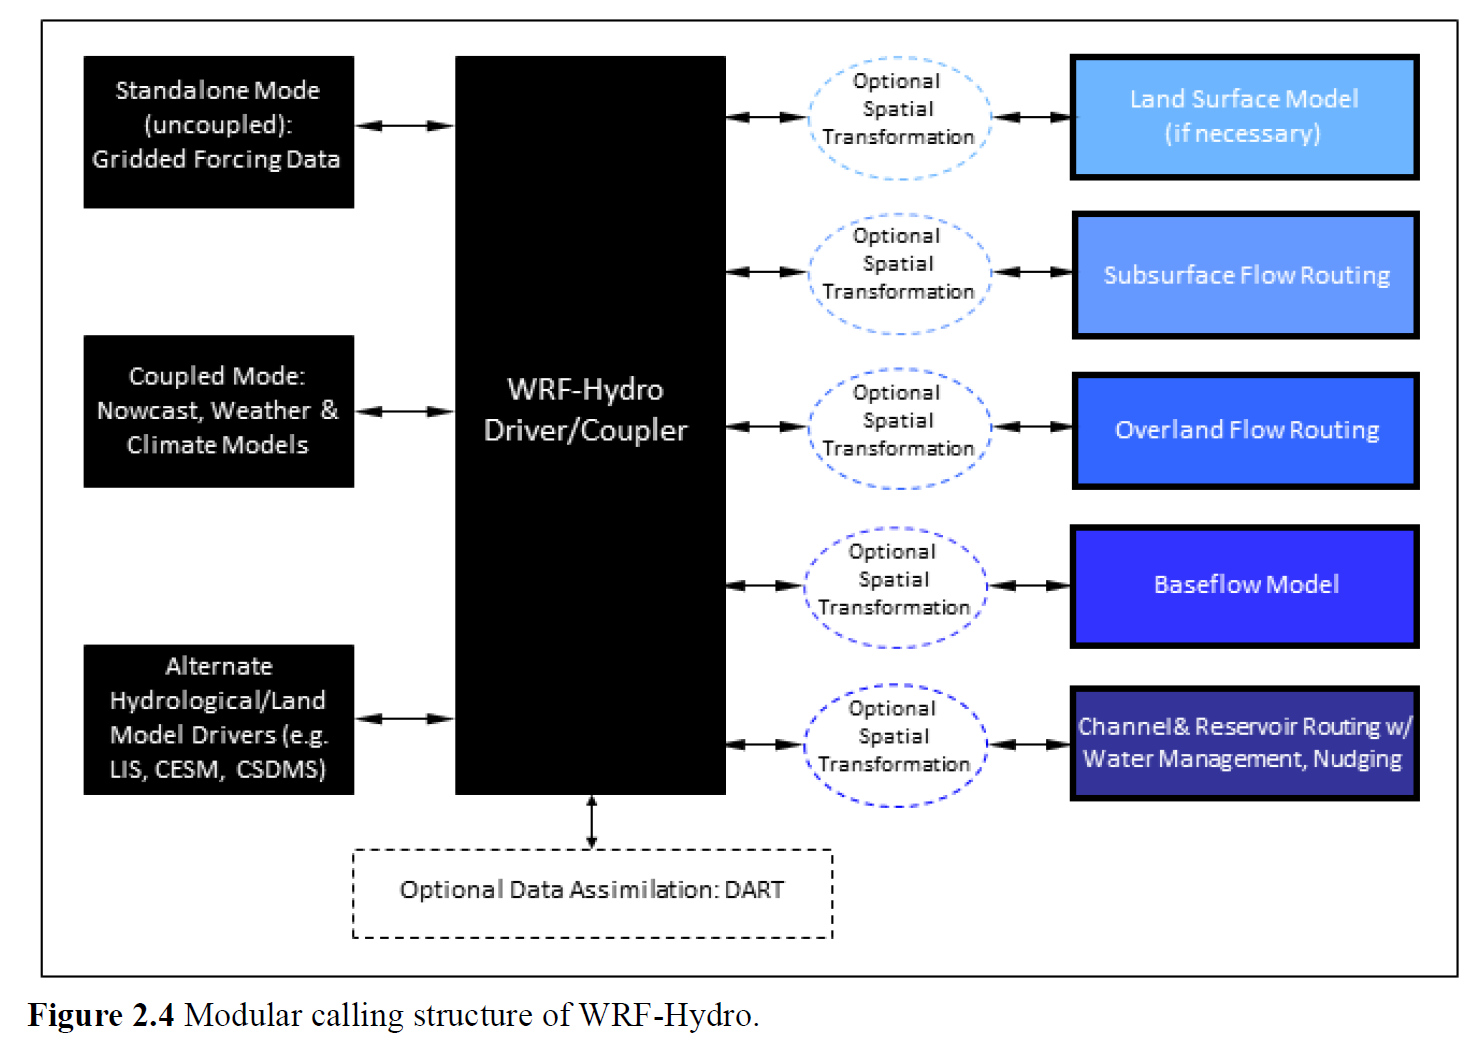 Standalone Mode
(uncoupled):
Gridded Forcing Data
Coupled Mode:
Nowcast, Weather &
Climate Models
Alternate
Hydrological/Land
Model Drivers (e.g.
LIS, CESM, CSDMS)
WRF-Hydro
Driver/Coupler
Optional
Spatial
Transformation
Land Surface Model
(if necessary)
Optional
Spatial
Transformation
Subsurface Flow Routing
Optional
Spatial
Transformation
Overland Flow Routing
Optional
Spatial
Transformation
Baseflow Model
Optional
Spatial
Transformation
Channel& Reservoir Routing w/
Water Management, Nudging
Optional Data Assimilation: DART
Figure 2.4 Modular calling structure of WRF-Hydro.